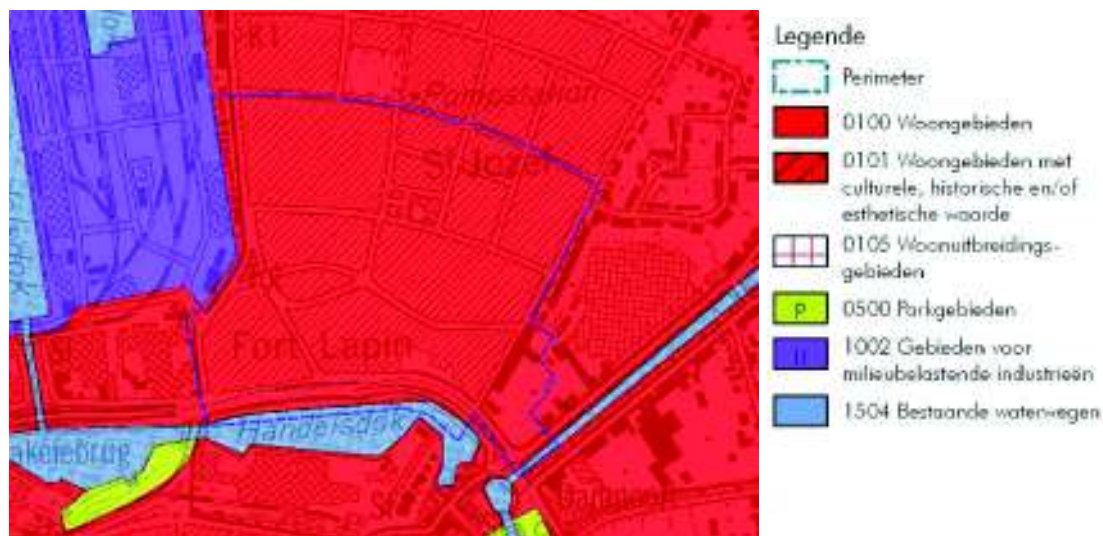 St Jozef
Fort Lapin
Handelsdok
akelebrug
Legende
Perimeter
0100 Woongebieden
0101 Woongebieden met
culturele, historische en/of
esthetische waarde
0105 Woonuitbreidings-
gebieden
P
0500 Parkgebieden
1002 Gebieden voor
milieubelastende industrieën
1504 Bestaande waterwegen